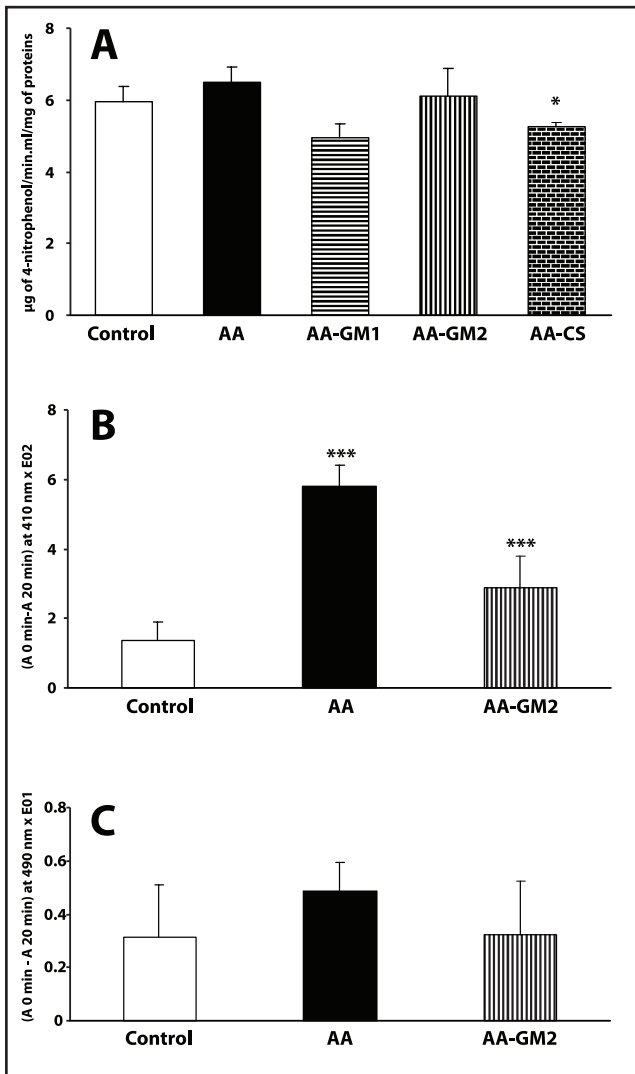 A
µg of 4-nitrophenol/min.ml/mg of proteins
8
6
4
2
0
*
Control AA AA-GM1 AA-GM2 AA-CS
B
(A 0 min-A 20 min) at 410 nm x E02
8
6
4
2
0
***
***
Control AA AA-GM2
C
(A 0 min - A 20 min) at 490 nm x E01
0.8
0.6
0.4
0.2
0
Control AA AA-GM2